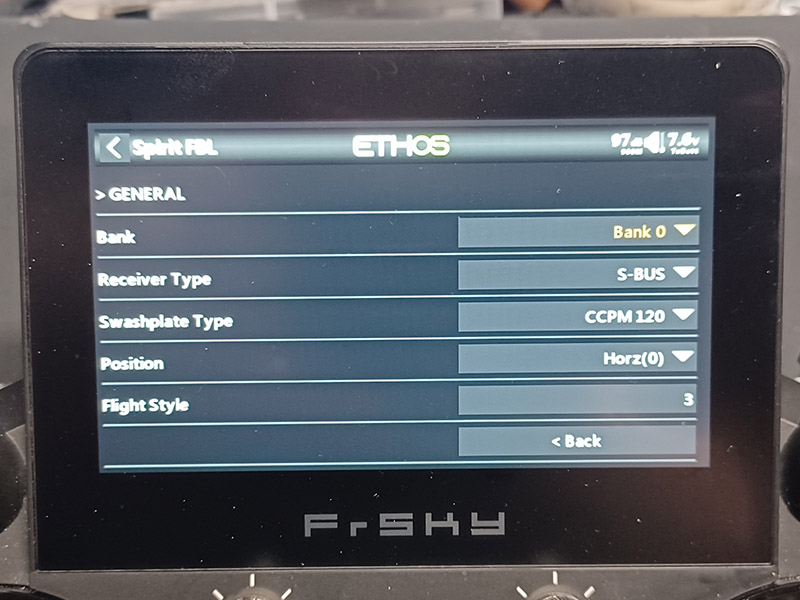 Spirit FBL ETHOS 97dB 7.6V
> GENERAL
Bank Bank 0
Receiver Type S-BUS
Swashplate Type CCPM 120
Position Horz(0)
Flight Style 3
< Back
FrSKY